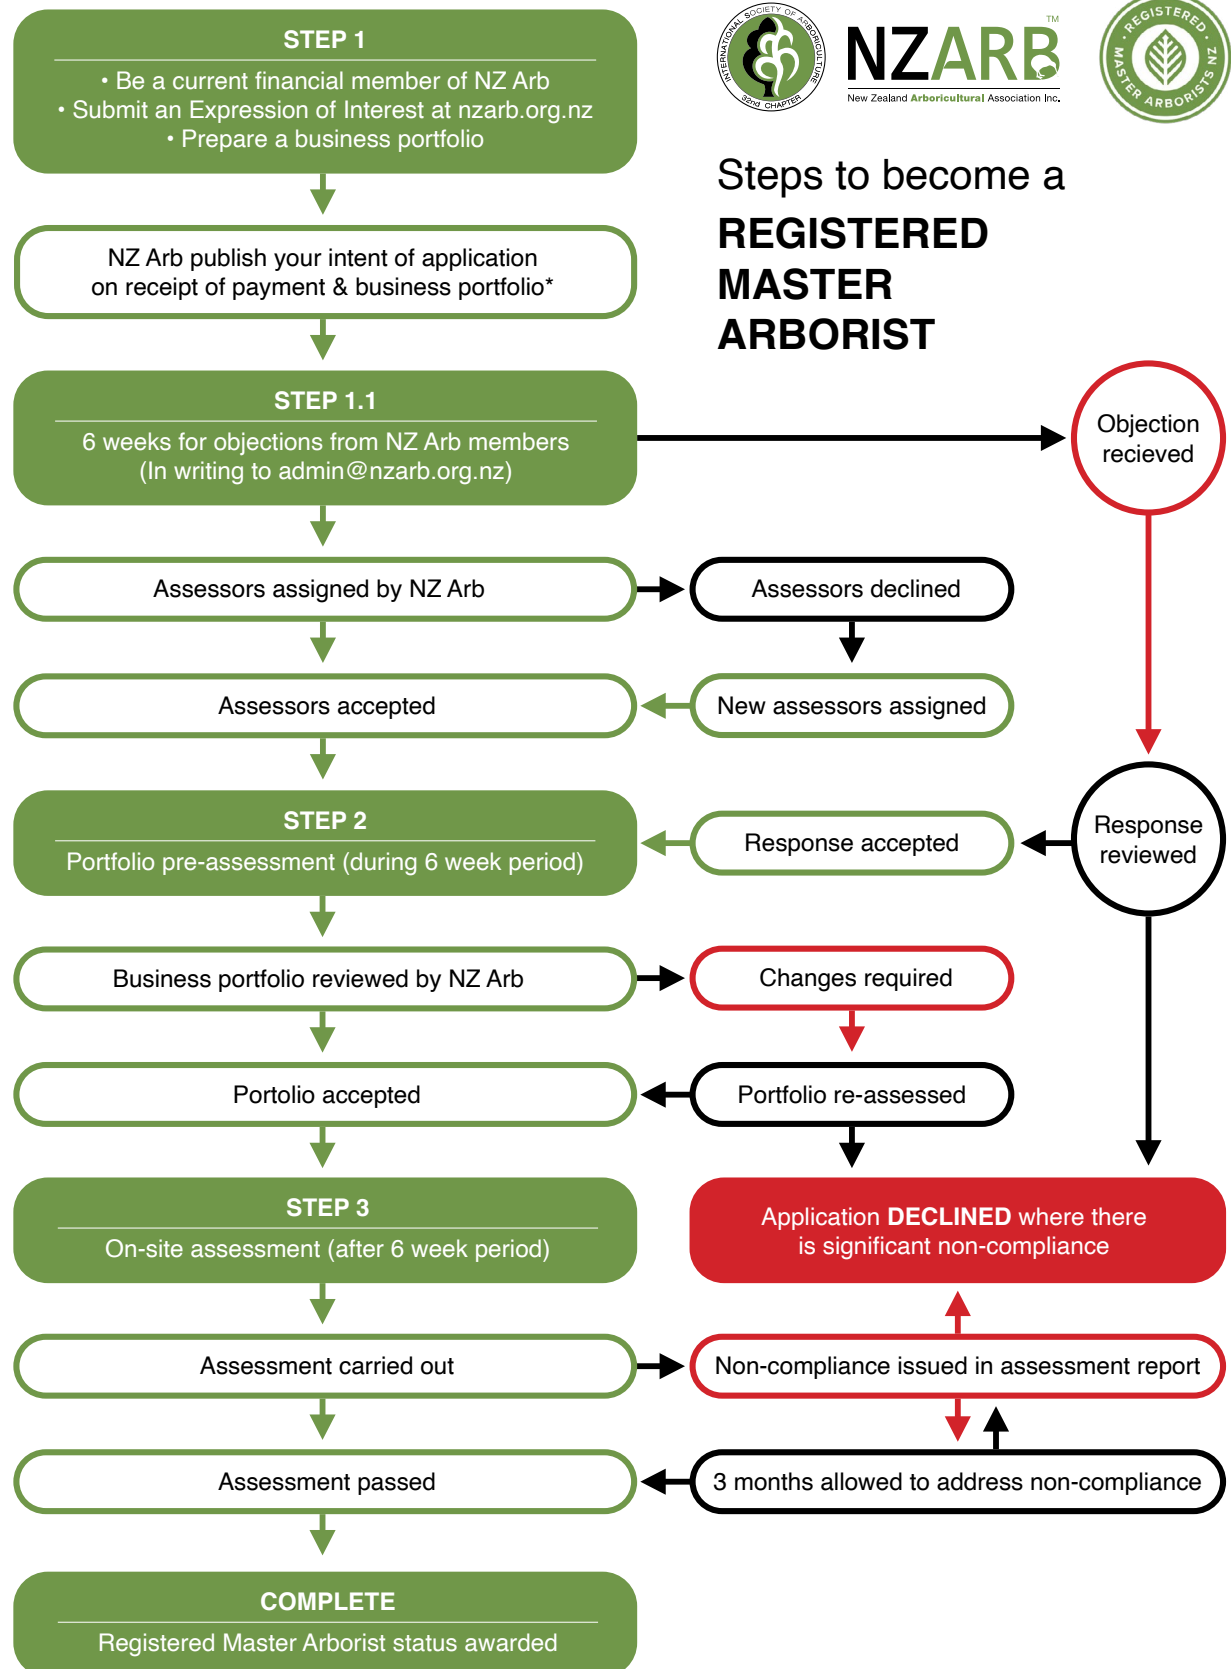 STEP 1
• Be a current financial member of NZ Arb
• Submit an Expression of Interest at nzarb.org.nz
• Prepare a business portfolio
INTERNATIONAL SOCIETY OF ARBORICULTURE
32nd CHAPTER
NZARB™
New Zealand Arboricultural Association Inc.
• REGISTERED •
MASTER ARBORISTS NZ
Steps to become a
REGISTERED
MASTER
ARBORIST
NZ Arb publish your intent of application
on receipt of payment & business portfolio*
STEP 1.1
6 weeks for objections from NZ Arb members
(In writing to admin@nzarb.org.nz)
Objection
recieved
Assessors assigned by NZ Arb
Assessors declined
Assessors accepted
New assessors assigned
STEP 2
Portfolio pre-assessment (during 6 week period)
Response accepted
Response
reviewed
Business portfolio reviewed by NZ Arb
Changes required
Portolio accepted
Portfolio re-assessed
STEP 3
On-site assessment (after 6 week period)
Application DECLINED where there
is significant non-compliance
Assessment carried out
Non-compliance issued in assessment report
Assessment passed
3 months allowed to address non-compliance
COMPLETE
Registered Master Arborist status awarded